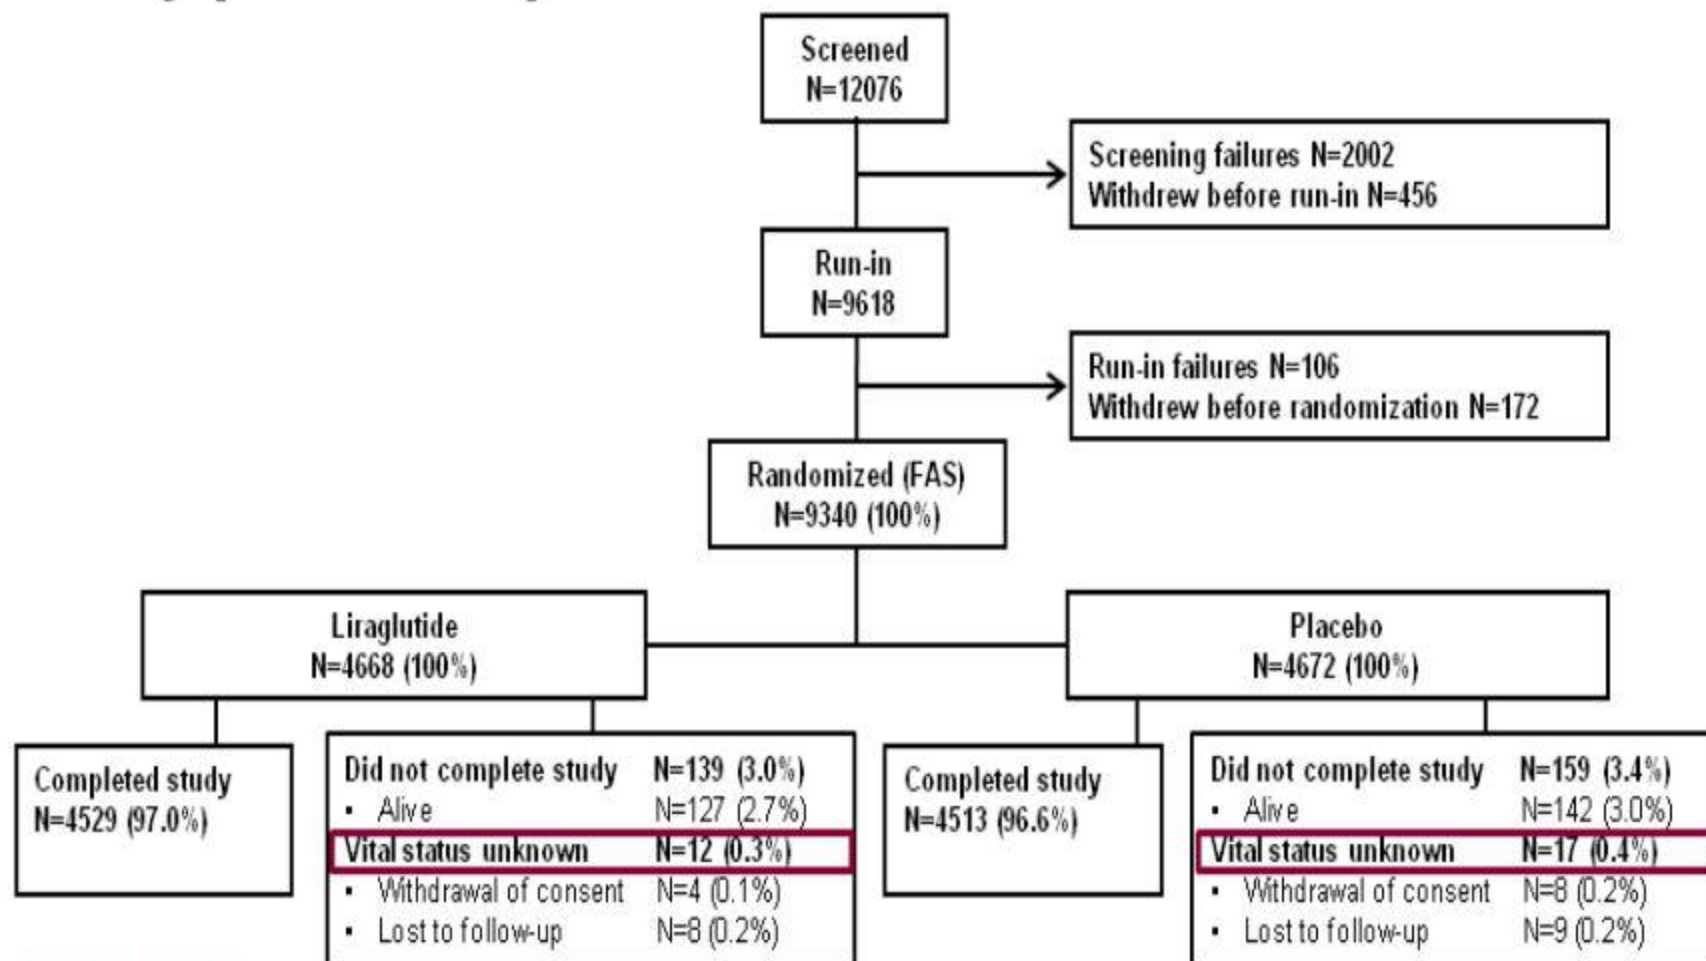 Screened
N=12076
Screening failures N=2002
Withdrew before run-in N=456
Run-in
N=9618
Run-in failures N=106
Withdrew before randomization N=172
Randomized (FAS)
N=9340 (100%)
Liraglutide
N=4668 (100%)
Placebo
N=4672 (100%)
Completed study
N=4529 (97.0%)
Did not complete study N=139 (3.0%)
▪ Alive N=127 (2.7%)
Vital status unknown N=12 (0.3%)
▪ Withdrawal of consent N=4 (0.1%)
▪ Lost to follow-up N=8 (0.2%)
Completed study
N=4513 (96.6%)
Did not complete study N=159 (3.4%)
▪ Alive N=142 (3.0%)
Vital status unknown N=17 (0.4%)
▪ Withdrawal of consent N=8 (0.2%)
▪ Lost to follow-up N=9 (0.2%)